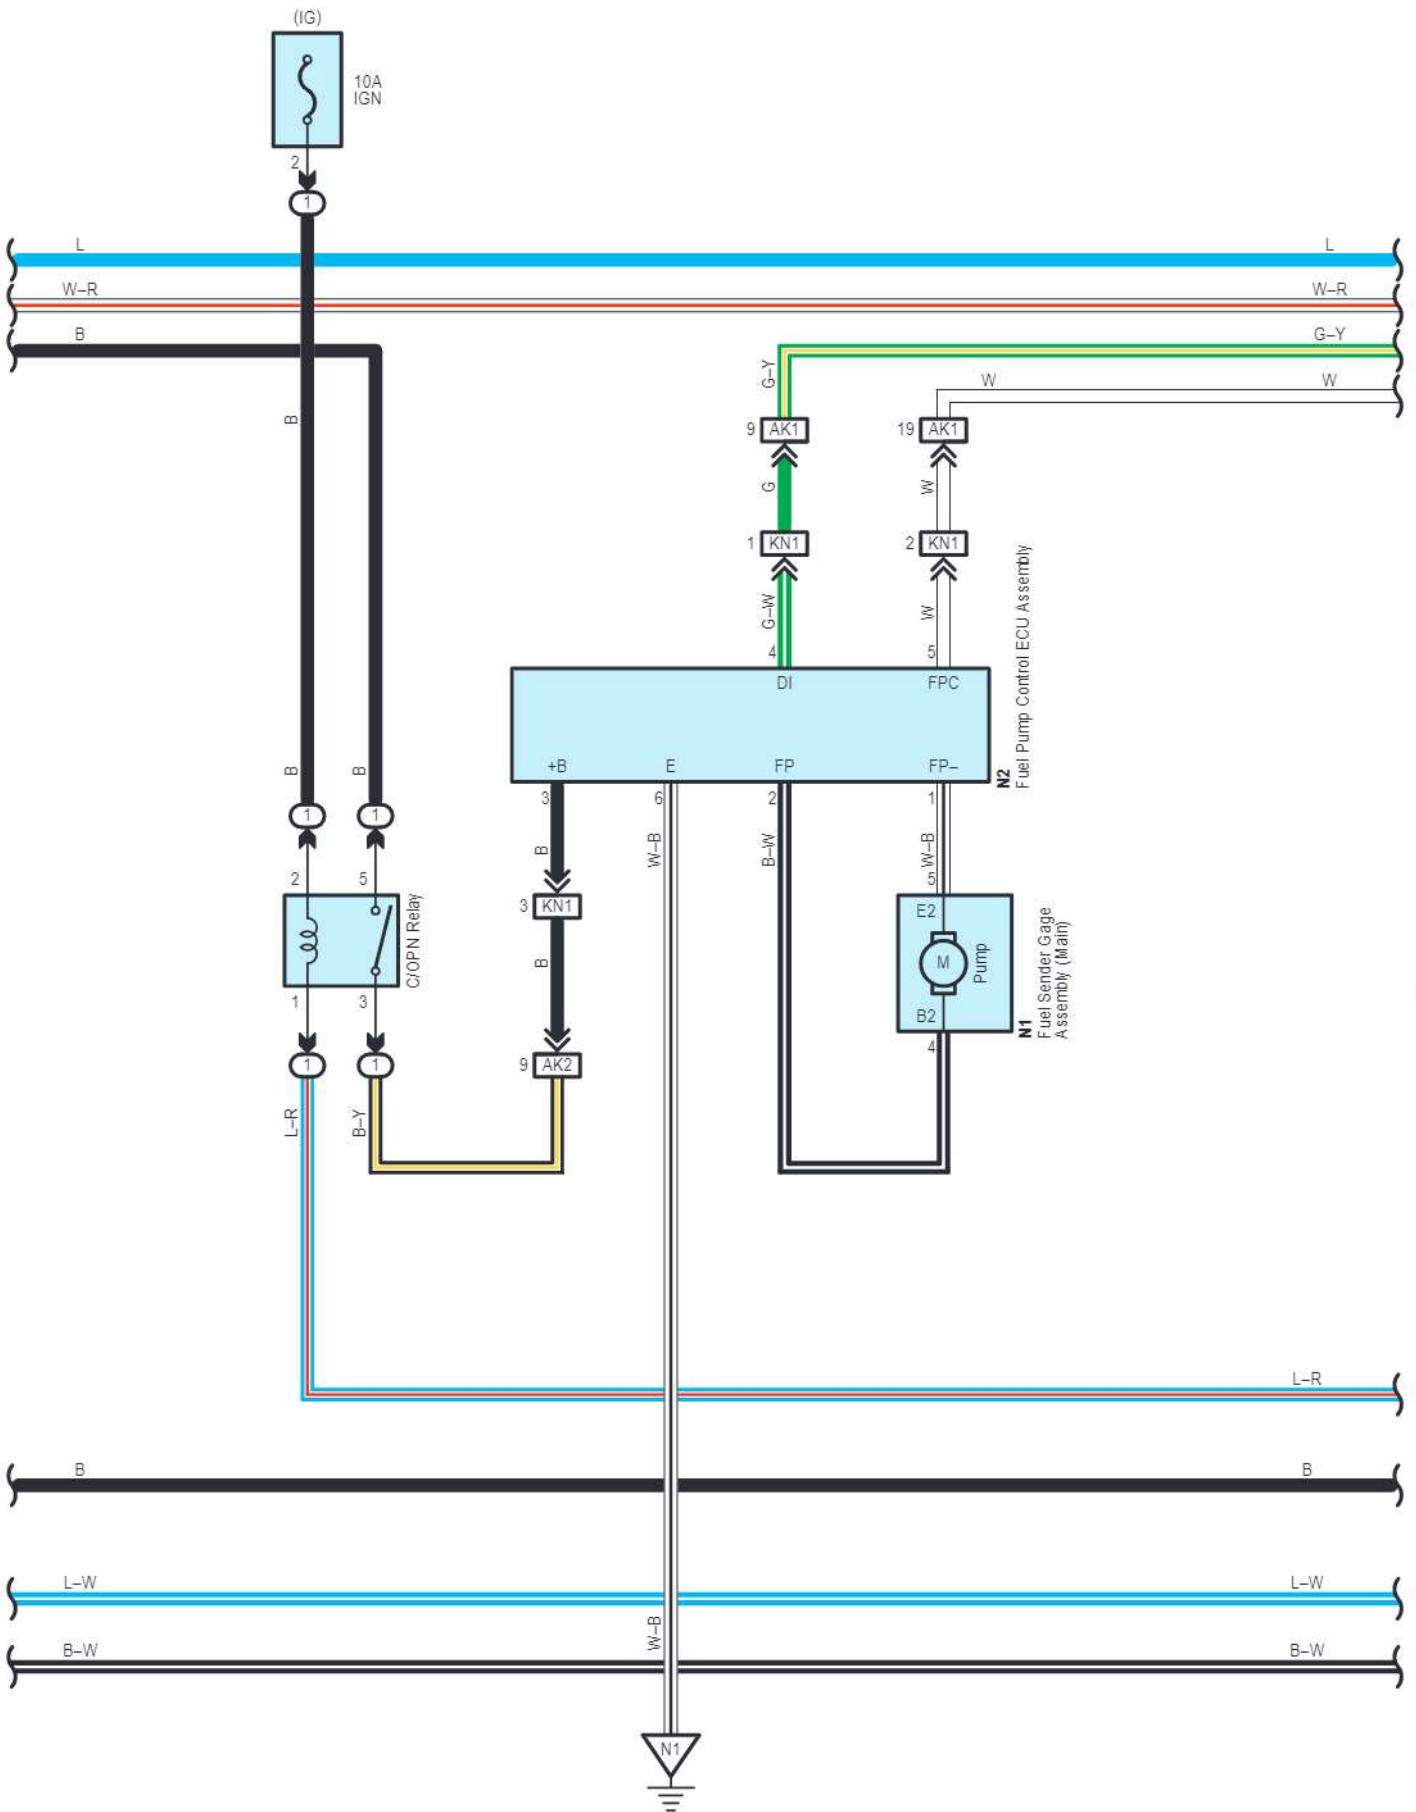 (IG)
10A
IGN
2
1
L
L
W–R
W–R
B
G–Y
G–Y
W
W
B
9
AK1
19
AK1
G
W
1
KN1
2
KN1
G–W
W
4
5
DI
FPC
N2
Fuel Pump Control ECU Assembly
+B
E
FP
FP–
B
B
3
6
2
1
1
1
B
W–B
B–W
W–B
2
5
5
3
KN1
C/OPN Relay
E2
M
Pump
B2
N1
Fuel Sender Gage
Assembly (Main)
B
1
3
4
1
1
9
AK2
L–R
B–Y
L–R
B
B
L–W
L–W
W–B
B–W
B–W
N1